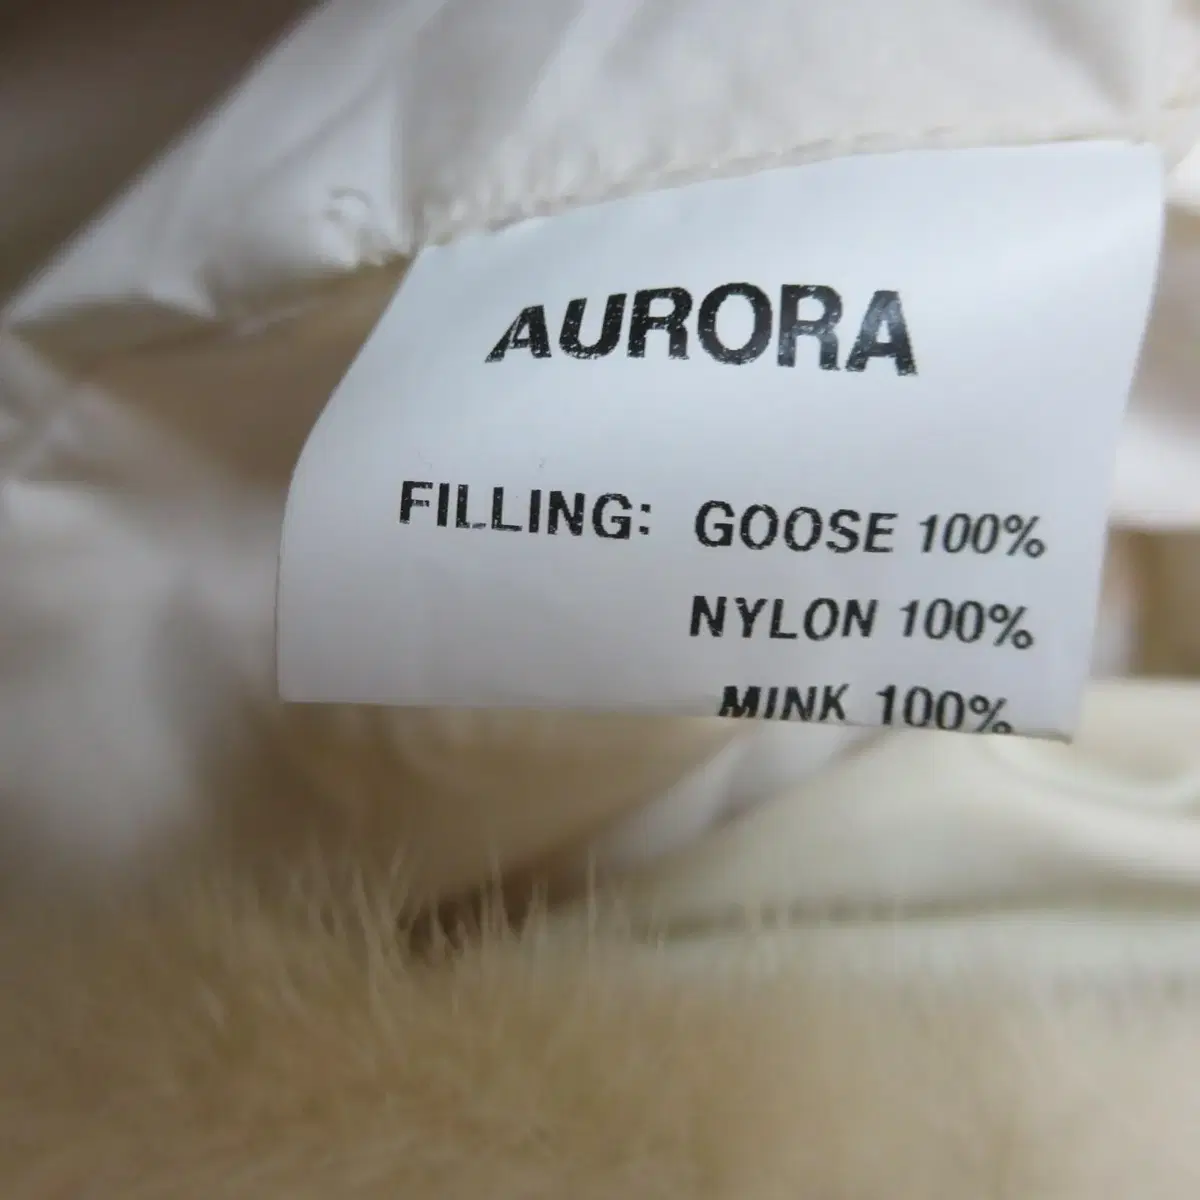 AURORA
FILLING: GOOSE 100%
NYLON 100%
MINK 100%